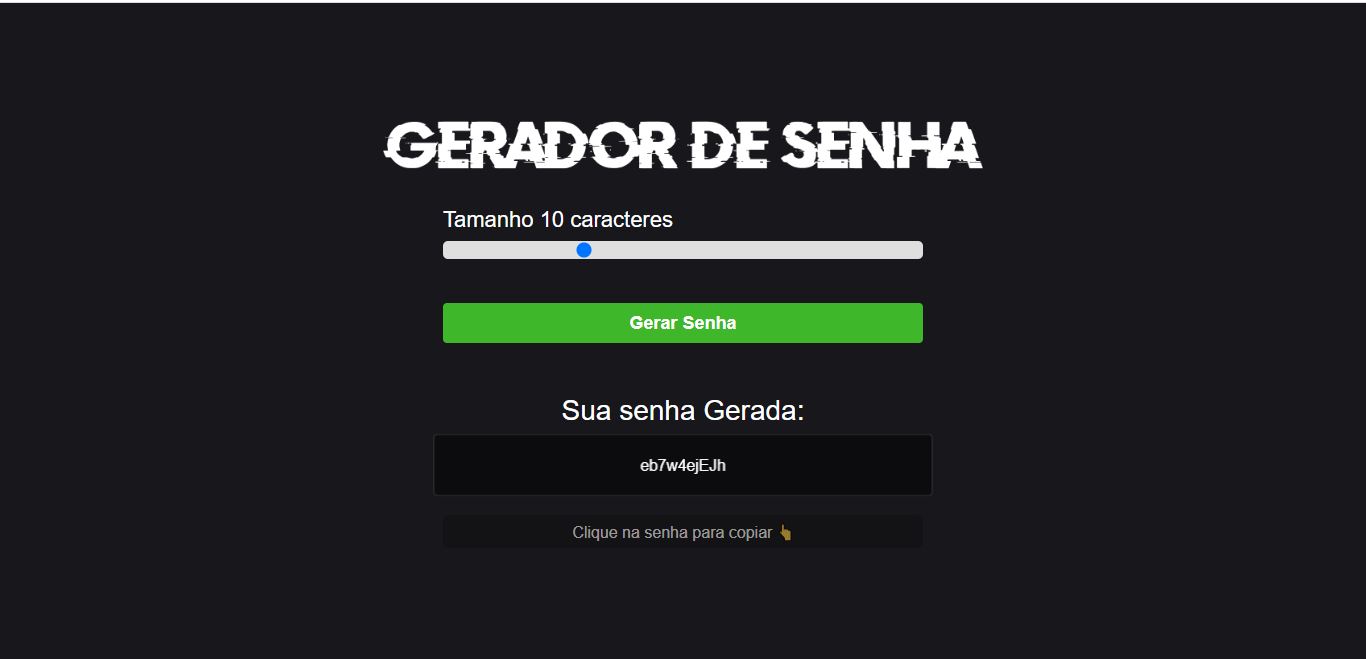 GERADOR DE SENHA
Tamanho 10 caracteres
Gerar Senha
Sua senha Gerada:
eb7w4ejEJh
Clique na senha para copiar 👆